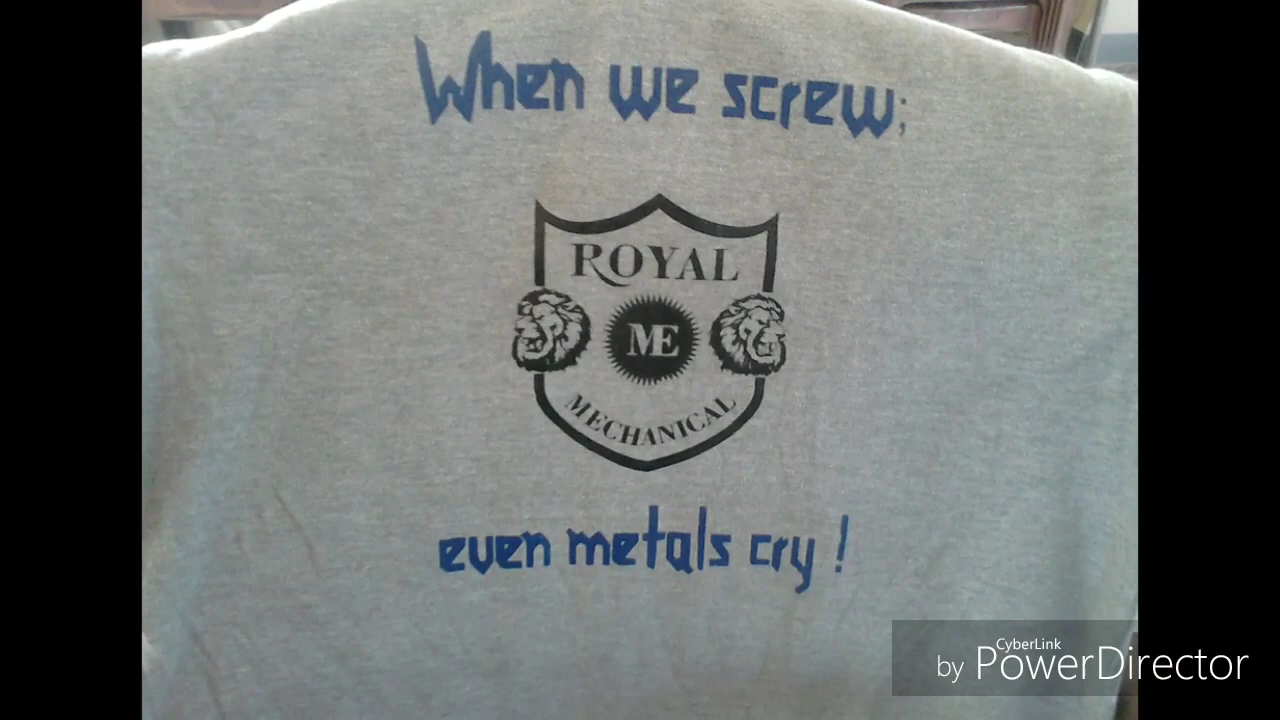 When we screw;
ROYAL
ME
MECHANICAL
even metals cry !
CyberLink
by PowerDirector